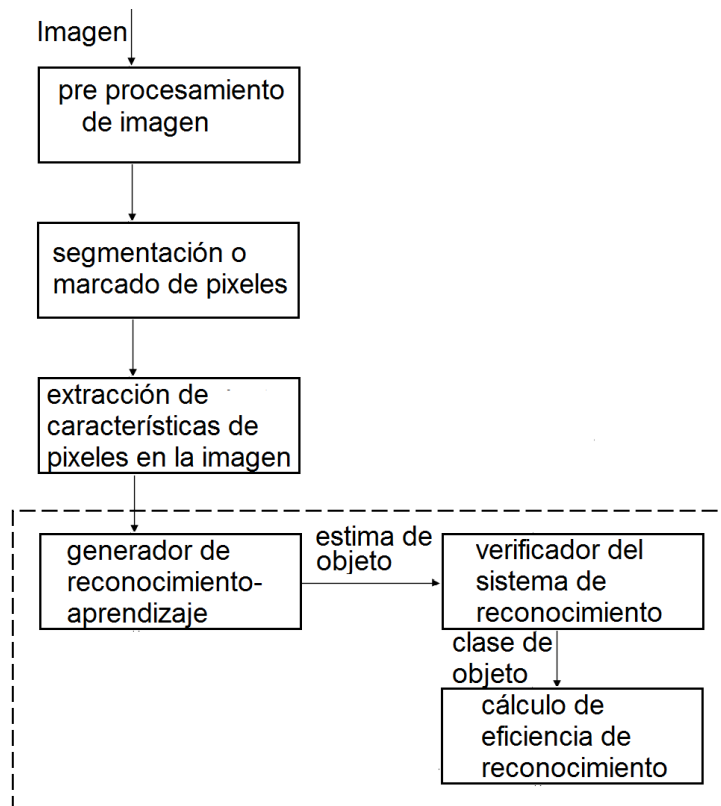 Imagen
pre procesamiento
de imagen
segmentación o
marcado de pixeles
extracción de
características de
pixeles en la imagen
generador de
reconocimiento-
aprendizaje
estima de
objeto
verificador del
sistema de
reconocimiento
clase de
objeto
cálculo de
eficiencia de
reconocimiento